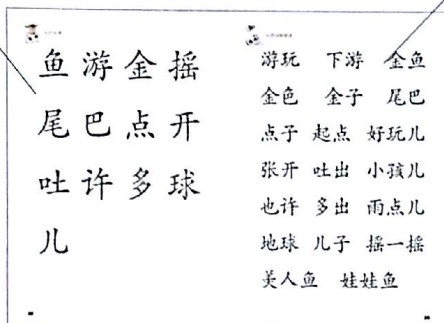 鱼 游 金 摇
尾 巴 点 开
吐 许 多 球
儿
游玩 下游 金鱼
金色 金子 尾巴
点子 起点 好玩儿
张开 吐出 小孩儿
也许 多出 雨点儿
地球 儿子 摇一摇
美人鱼 娃娃鱼